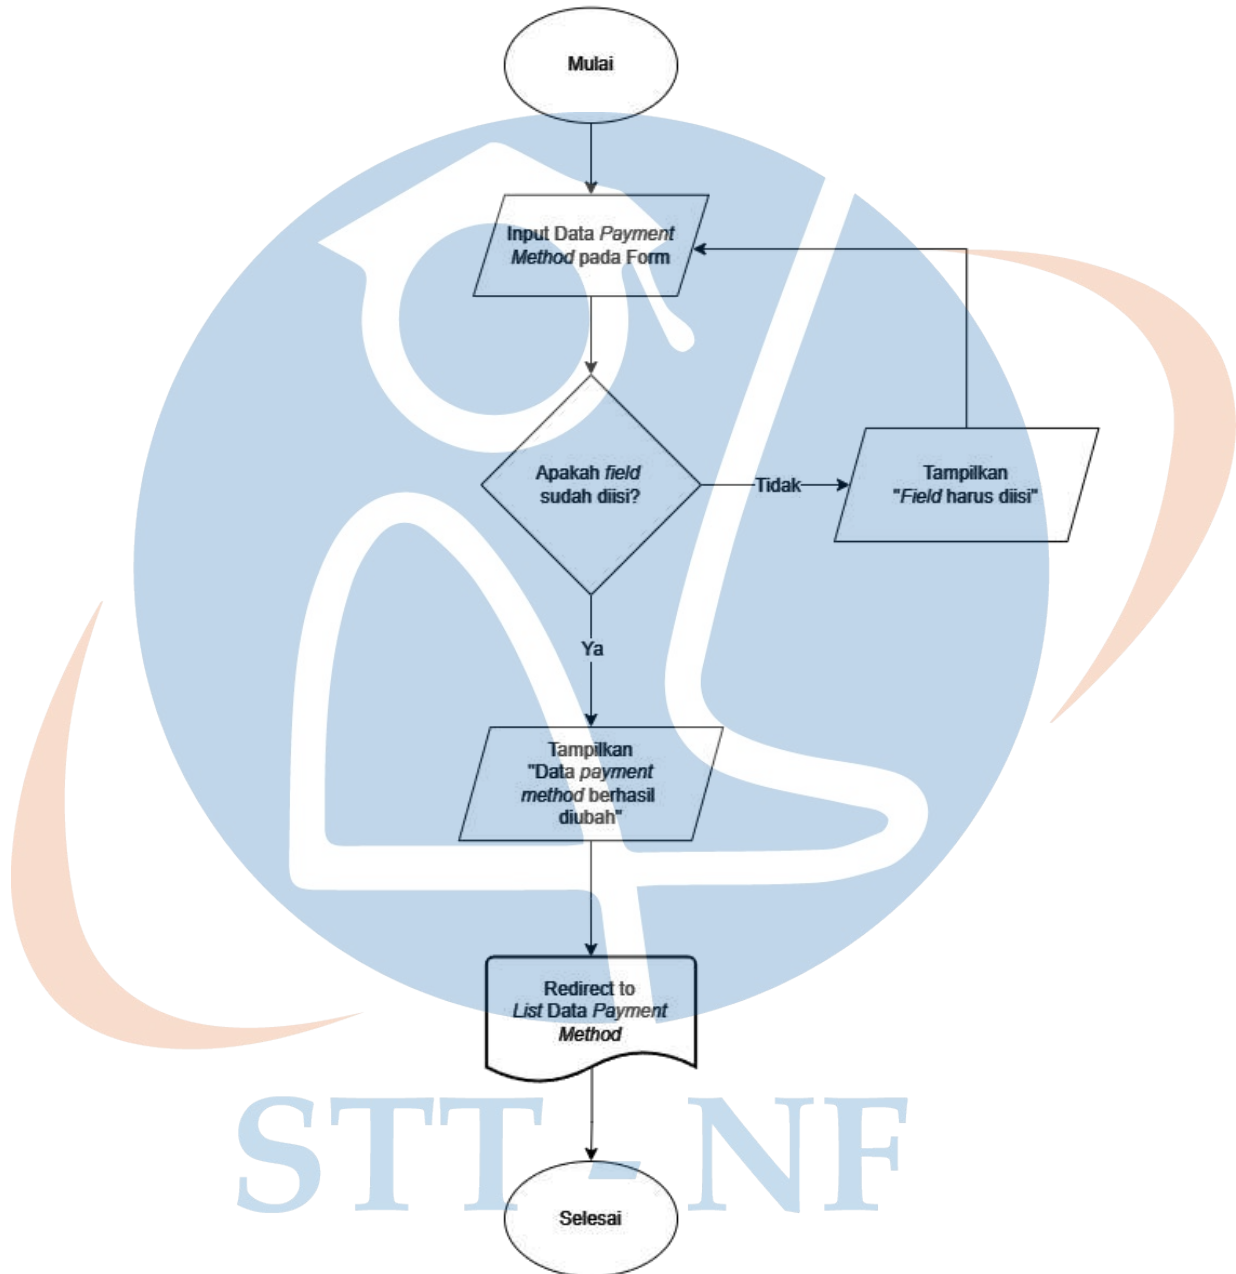 Mulai
Input Data Payment
Method pada Form
Apakah field
sudah diisi?
Tidak
Tampilkan
"Field harus diisi"
Ya
Tampilkan
"Data payment
method berhasil
diubah"
Redirect to
List Data Payment
Method
STT - NF
Selesai